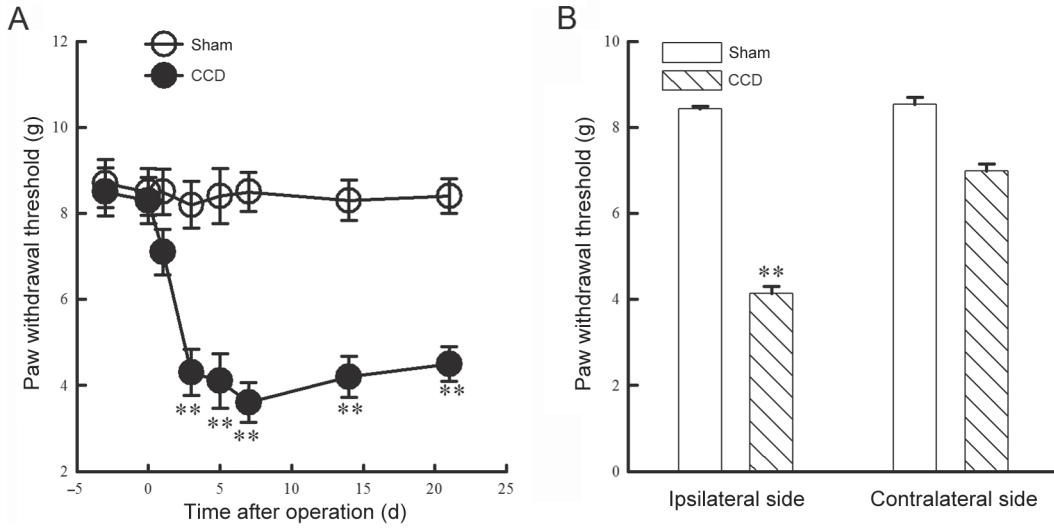 A
12
10
8
6
4
2
Paw withdrawal threshold (g)
Sham
CCD
**
**
**
**
**
−5
0
5
10
15
20
25
Time after operation (d)
B
10
8
6
4
2
0
Paw withdrawal threshold (g)
Sham
CCD
**
Ipsilateral side
Contralateral side